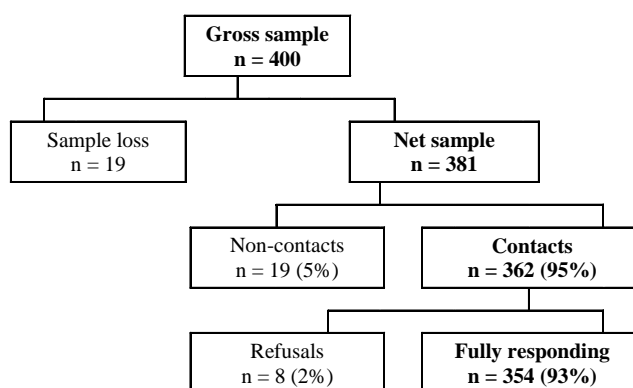 Gross sample
n = 400
Sample loss
n = 19
Net sample
n = 381
Non-contacts
n = 19 (5%)
Contacts
n = 362 (95%)
Refusals
n = 8 (2%)
Fully responding
n = 354 (93%)